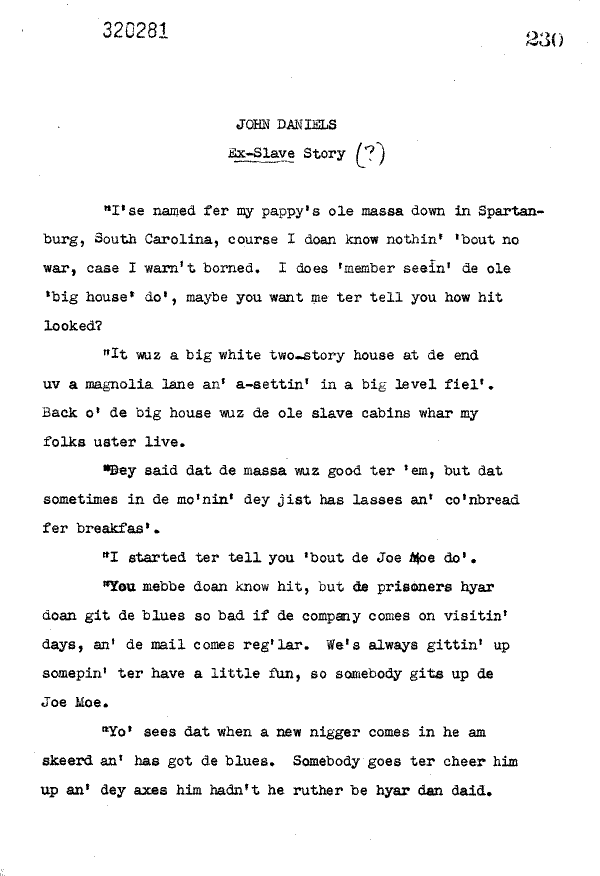 320281
230
JOHN DANIELS
Ex-Slave Story (?)
"I'se named fer my pappy's ole massa down in Spartan-
burg, South Carolina, course I doan know nothin' 'bout no
war, case I warn't borned.  I does 'member seein' de ole
'big house' do', maybe you want me ter tell you how hit
looked?
"It wuz a big white two-story house at de end
uv a magnolia lane an' a-settin' in a big level fiel'.
Back o' de big house wuz de ole slave cabins whar my
folks uster live.
"Dey said dat de massa wuz good ter 'em, but dat
sometimes in de mo'nin' dey jist has lasses an' co'nbread
fer breakfas'.
"I started ter tell you 'bout de Joe Moe do'.
"You mebbe doan know hit, but de prisoners hyar
doan git de blues so bad if de company comes on visitin'
days, an' de mail comes reg'lar.  We's always gittin' up
somepin' ter have a little fun, so somebody gits up de
Joe Moe.
"Yo' sees dat when a new nigger comes in he am
skeerd an' has got de blues.  Somebody goes ter cheer him
up an' dey axes him hadn't he ruther be hyar dan daid.